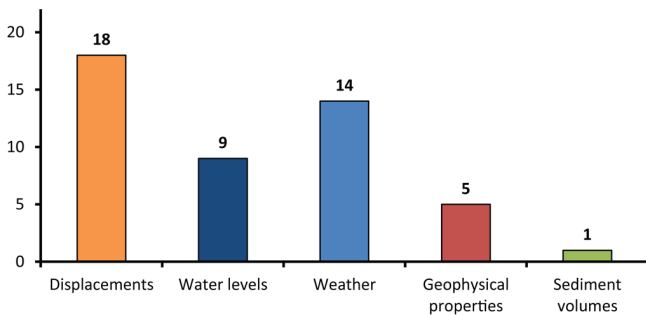 20
15
10
5
0
18
9
14
5
1
Displacements
Water levels
Weather
Geophysical
properties
Sediment
volumes